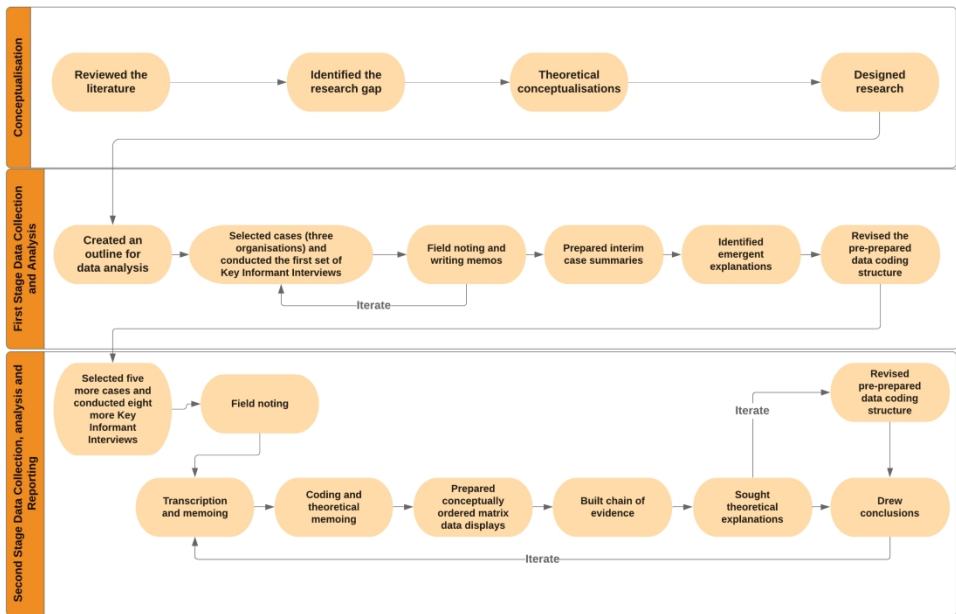 Conceptualisation
Reviewed the
literature
Identified the
research gap
Theoretical
conceptualisations
Designed
research
First Stage Data Collection
and Analysis
Created an
outline for
data analysis
Selected cases (three
organisations) and
conducted the first set of
Key Informant Interviews
Field noting and
writing memos
Prepared interim
case summaries
Identified
emergent
explanations
Revised the
pre-prepared
data coding
structure
Iterate
Second Stage Data Collection, analysis and
Reporting
Selected five
more cases and
conducted eight
more Key
Informant
Interviews
Field noting
Revised
pre-prepared
data coding
structure
Iterate
Transcription
and memoing
Coding and
theoretical
memoing
Prepared
conceptually
ordered matrix
data displays
Built chain of
evidence
Sought
theoretical
explanations
Drew
conclusions
Iterate